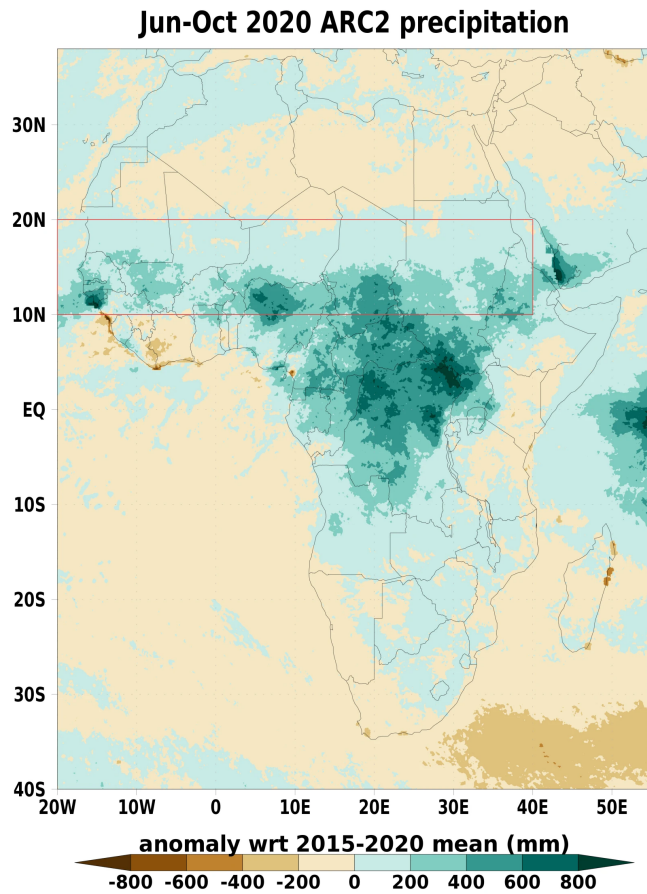 Jun-Oct 2020 ARC2 precipitation
30N
20N
10N
EQ
10S
20S
30S
40S
20W 10W 0 10E 20E 30E 40E 50E
anomaly wrt 2015-2020 mean (mm)
-800 -600 -400 -200 0 200 400 600 800